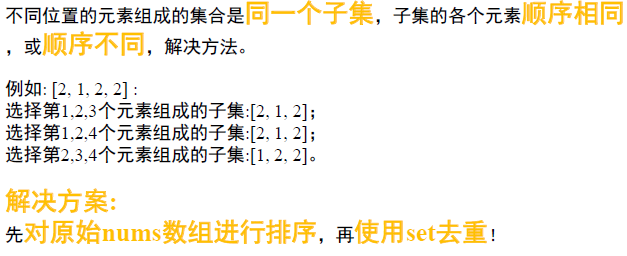 不同位置的元素组成的集合是同一个子集，子集的各个元素顺序相同
，或顺序不同，解决方法。
例如: [2, 1, 2, 2] :
选择第1,2,3个元素组成的子集:[2, 1, 2]；
选择第1,2,4个元素组成的子集:[2, 1, 2]；
选择第2,3,4个元素组成的子集:[1, 2, 2]。
解决方案:
先对原始nums数组进行排序，再使用set去重！